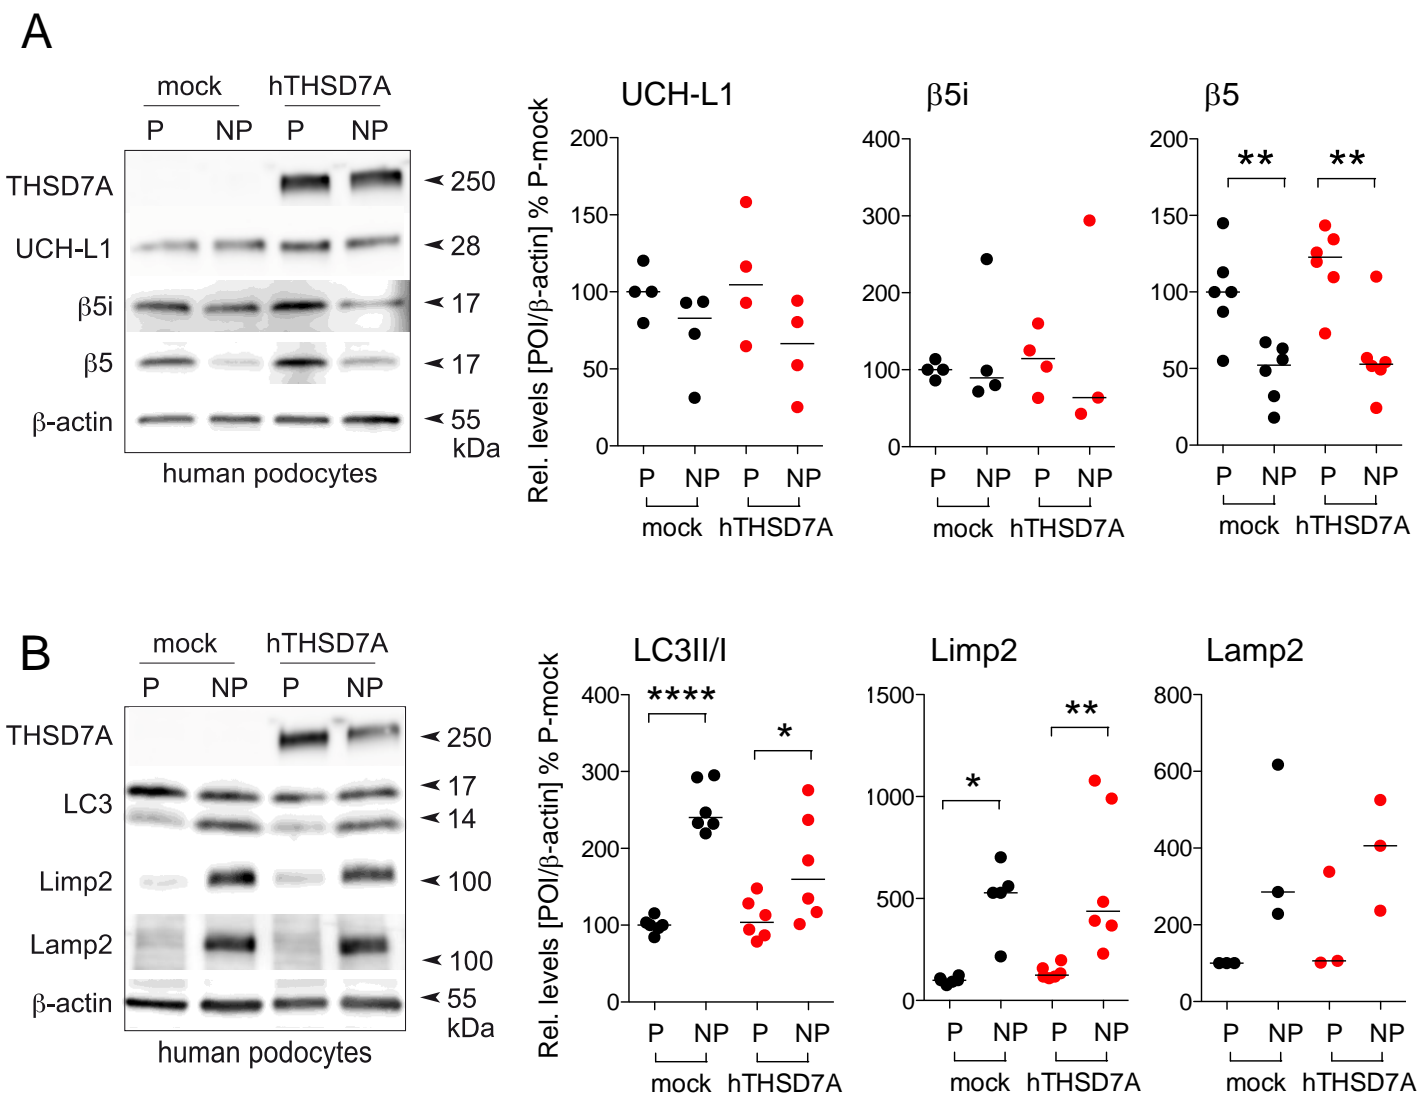 A
mock hTHSD7A
P NP P NP
THSD7A 250
UCH-L1 28
β5i 17
β5 17
β-actin 55
kDa
human podocytes
Rel. levels [POI/β-actin] % P-mock
UCH-L1
200
150
100
50
0
P NP P NP
mock hTHSD7A
β5i
400
300
200
100
0
P NP P NP
mock hTHSD7A
β5
200
150
100
50
0
** **
P NP P NP
mock hTHSD7A
B
mock hTHSD7A
P NP P NP
THSD7A 250
LC3 17
14
Limp2 100
Lamp2 100
β-actin 55
kDa
human podocytes
Rel. levels [POI/β-actin] % P-mock
LC3II/I
400
300
200
100
0
**** *
P NP P NP
mock hTHSD7A
Limp2
1500
1000
500
0
* **
P NP P NP
mock hTHSD7A
Lamp2
800
600
400
200
0
P NP P NP
mock hTHSD7A